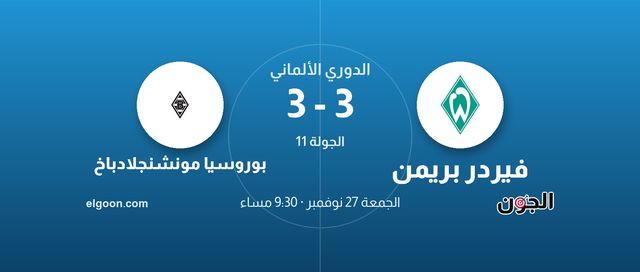 الدوري الألماني
3 - 3
الجولة 11
فيردر بريمن
بوروسيا مونشنجلادباخ
الجمعة 27 نوفمبر · 9:30 مساء
الجون
elgoon.com